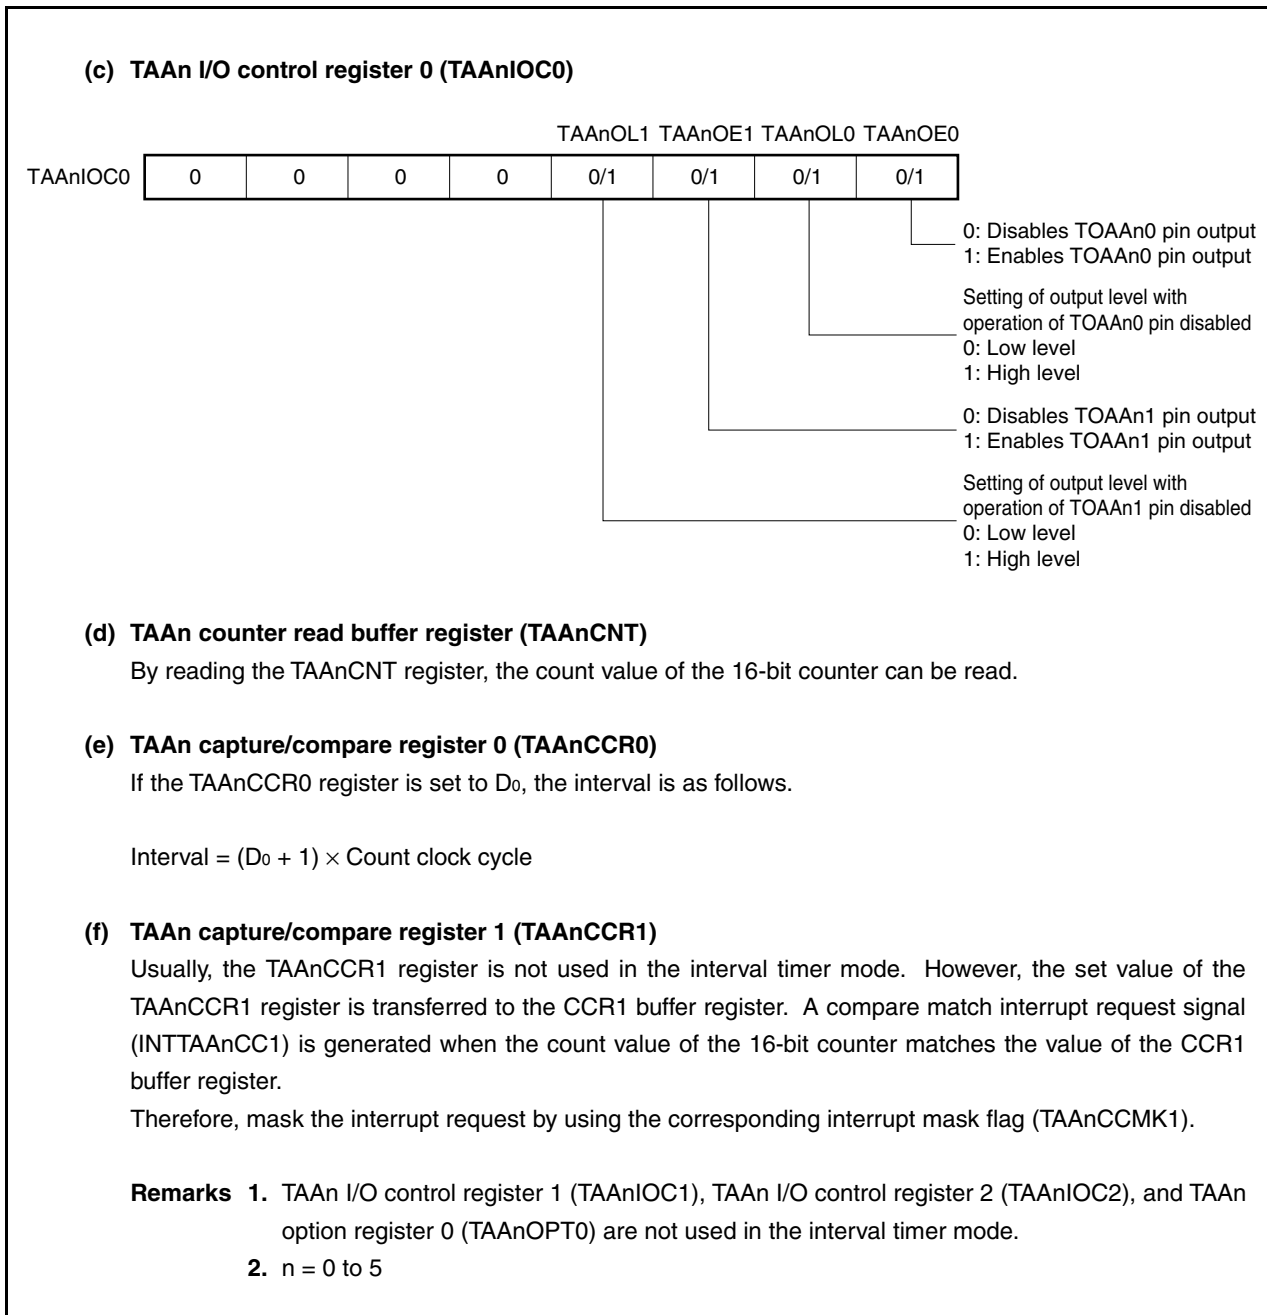 (c) TAAn I/O control register 0 (TAAnIOC0)
TAAnOL1 TAAnOE1 TAAnOL0 TAAnOE0
TAAnIOC0 0 0 0 0 0/1 0/1 0/1 0/1
0: Disables TOAAn0 pin output
1: Enables TOAAn0 pin output
Setting of output level with
operation of TOAAn0 pin disabled
0: Low level
1: High level
0: Disables TOAAn1 pin output
1: Enables TOAAn1 pin output
Setting of output level with
operation of TOAAn1 pin disabled
0: Low level
1: High level
(d) TAAn counter read buffer register (TAAnCNT)
By reading the TAAnCNT register, the count value of the 16-bit counter can be read.
(e) TAAn capture/compare register 0 (TAAnCCR0)
If the TAAnCCR0 register is set to D0, the interval is as follows.
Interval = (D0 + 1) × Count clock cycle
(f) TAAn capture/compare register 1 (TAAnCCR1)
Usually, the TAAnCCR1 register is not used in the interval timer mode. However, the set value of the
TAAnCCR1 register is transferred to the CCR1 buffer register. A compare match interrupt request signal
(INTTAAnCC1) is generated when the count value of the 16-bit counter matches the value of the CCR1
buffer register.
Therefore, mask the interrupt request by using the corresponding interrupt mask flag (TAAnCCMK1).
Remarks 1. TAAn I/O control register 1 (TAAnIOC1), TAAn I/O control register 2 (TAAnIOC2), and TAAn
option register 0 (TAAnOPT0) are not used in the interval timer mode.
2. n = 0 to 5